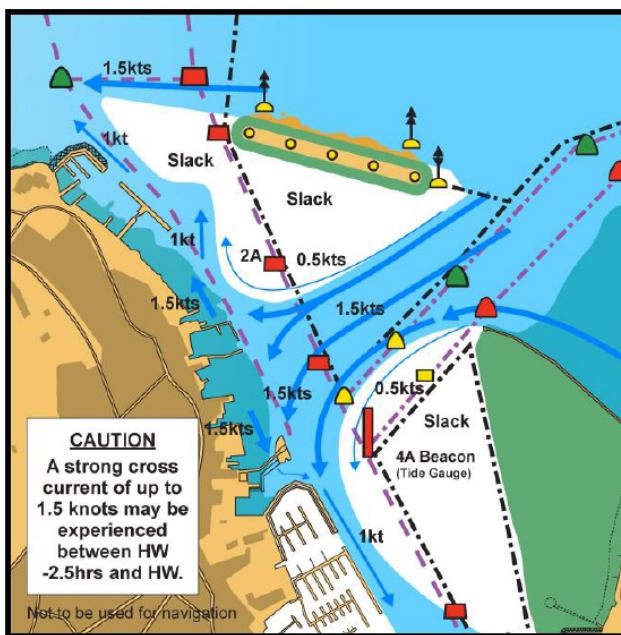 1.5kts
1kt
Slack
Slack
1kt
2A
0.5kts
1.5kts
1.5kts
1.5kts
0.5kts
1.5kts
Slack
4A Beacon
(Tide Gauge)
1kt
CAUTION
A strong cross
current of up to
1.5 knots may be
experienced
between HW
-2.5hrs and HW.
Not to be used for navigation